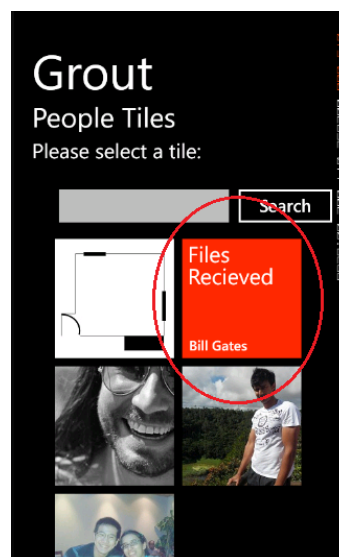 Grout
People Tiles
Please select a tile:
Search
Files
Recieved
Bill Gates